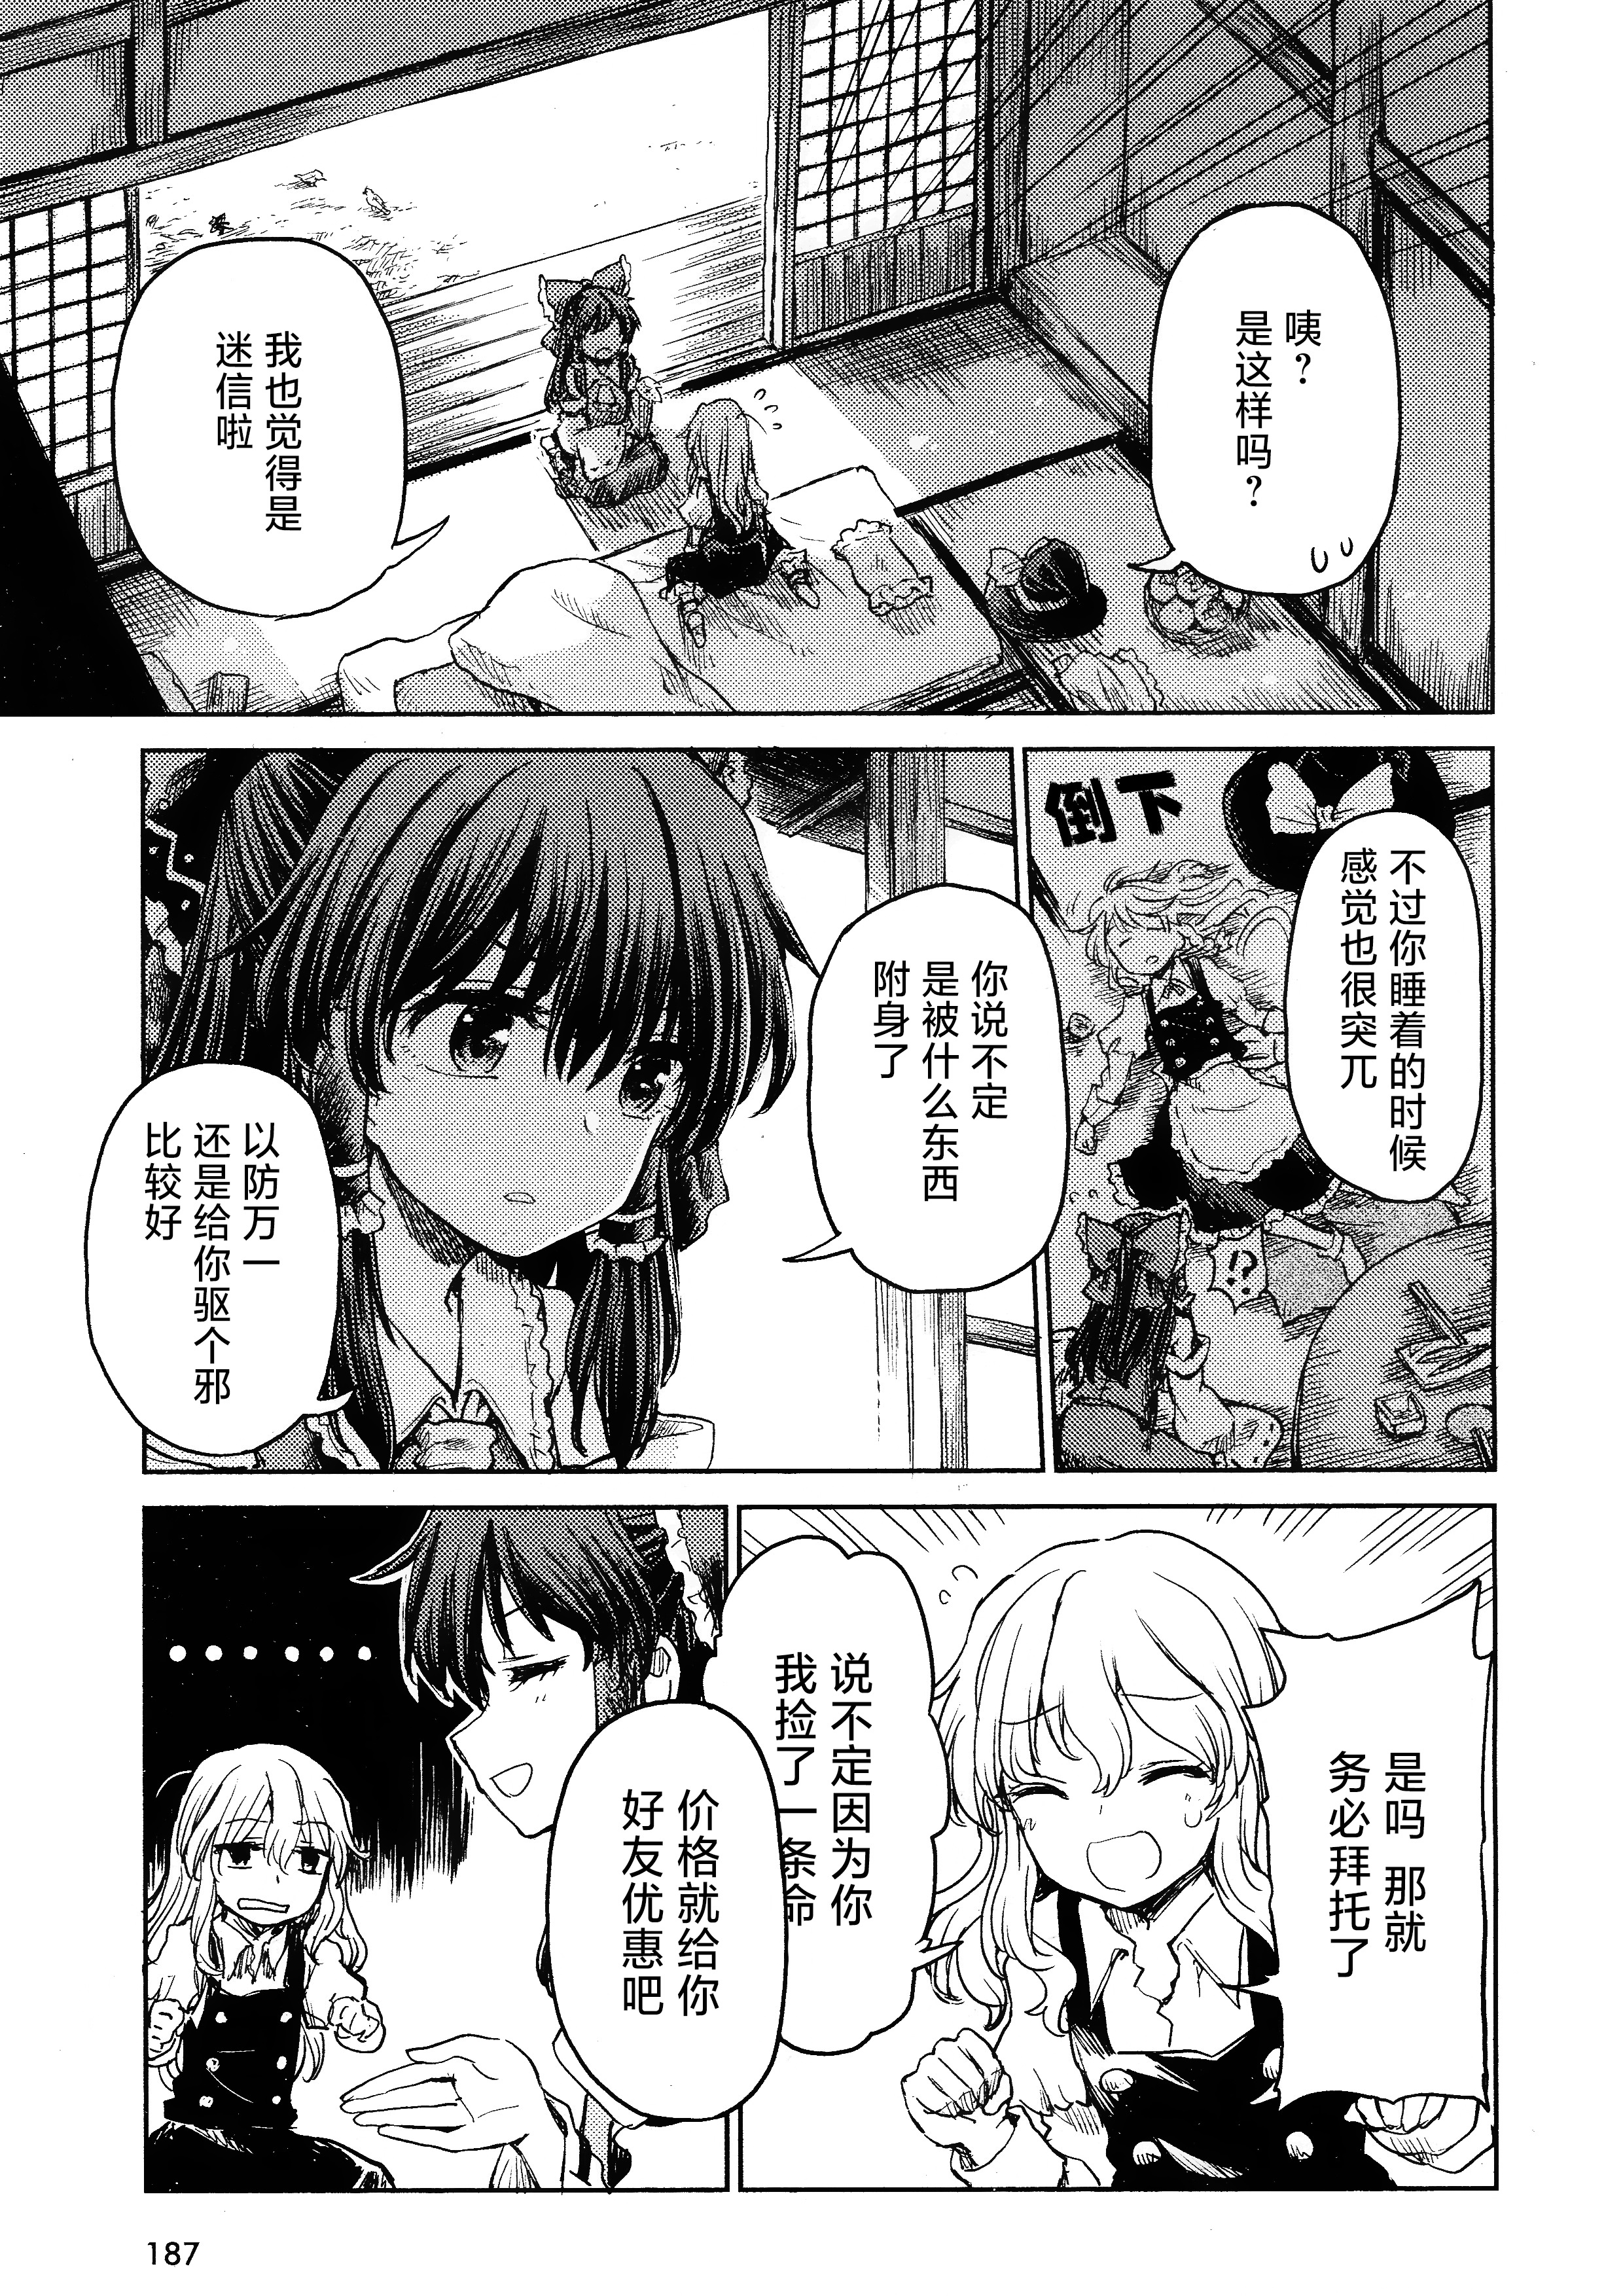 咦？
是这样吗？
我也觉得是
迷信啦
倒下
不过你睡着的时候
感觉也很突兀
!?
你说不定
是被什么东西
附身了
以防万一
还是给你驱个邪
比较好
是吗 那就
务必拜托了
说不定因为你
我捡了一条命
价格就给你
好友优惠吧
••••••
187